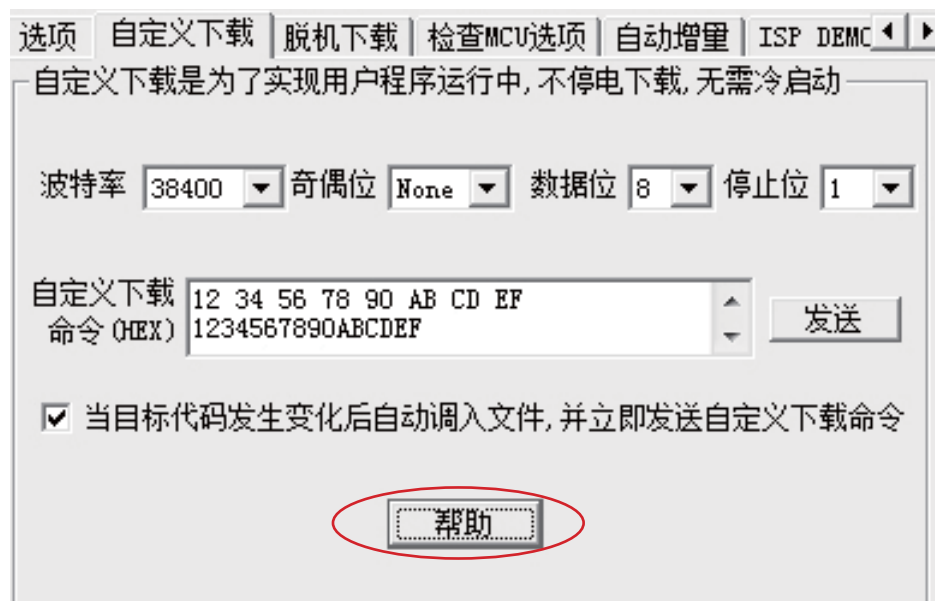 选项 自定义下载 脱机下载 检查MCU选项 自动增量 ISP DEMO
自定义下载是为了实现用户程序运行中,不停电下载,无需冷启动
波特率 38400 奇偶位 None 数据位 8 停止位 1
自定义下载 12 34 56 78 90 AB CD EF
命令(HEX) 1234567890ABCDEF 发送
当目标代码发生变化后自动调入文件,并立即发送自定义下载命令
帮助